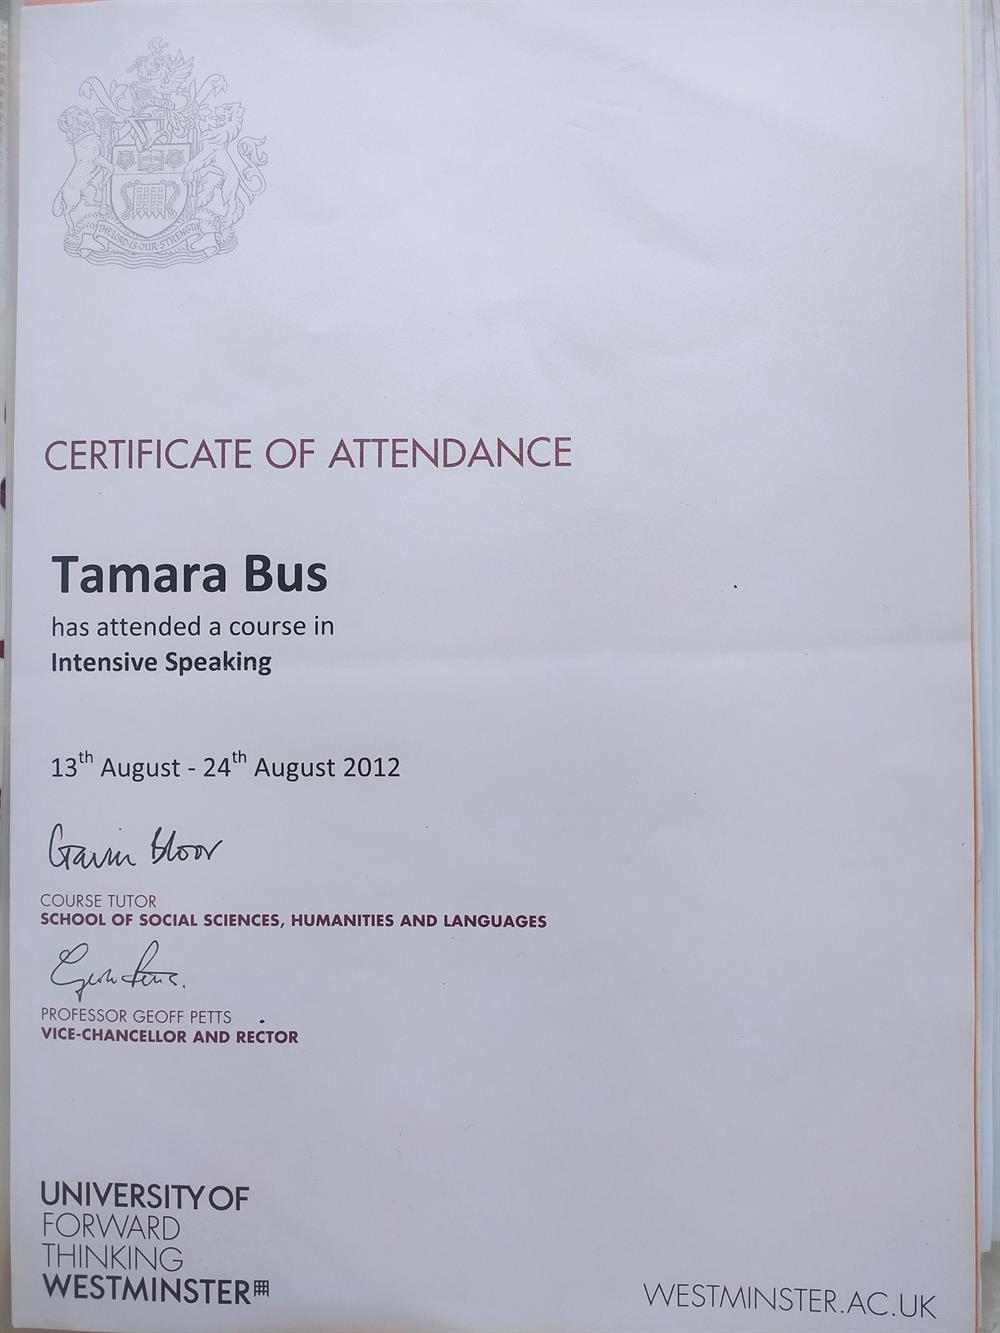 THE·LORD·IS·OUR·STRENGTH
CERTIFICATE OF ATTENDANCE
Tamara Bus
has attended a course in
Intensive Speaking
13th August - 24th August 2012
Gavin Bloor
COURSE TUTOR
SCHOOL OF SOCIAL SCIENCES, HUMANITIES AND LANGUAGES
PROFESSOR GEOFF PETTS
VICE-CHANCELLOR AND RECTOR
UNIVERSITY OF
FORWARD
THINKING
WESTMINSTER
WESTMINSTER.AC.UK